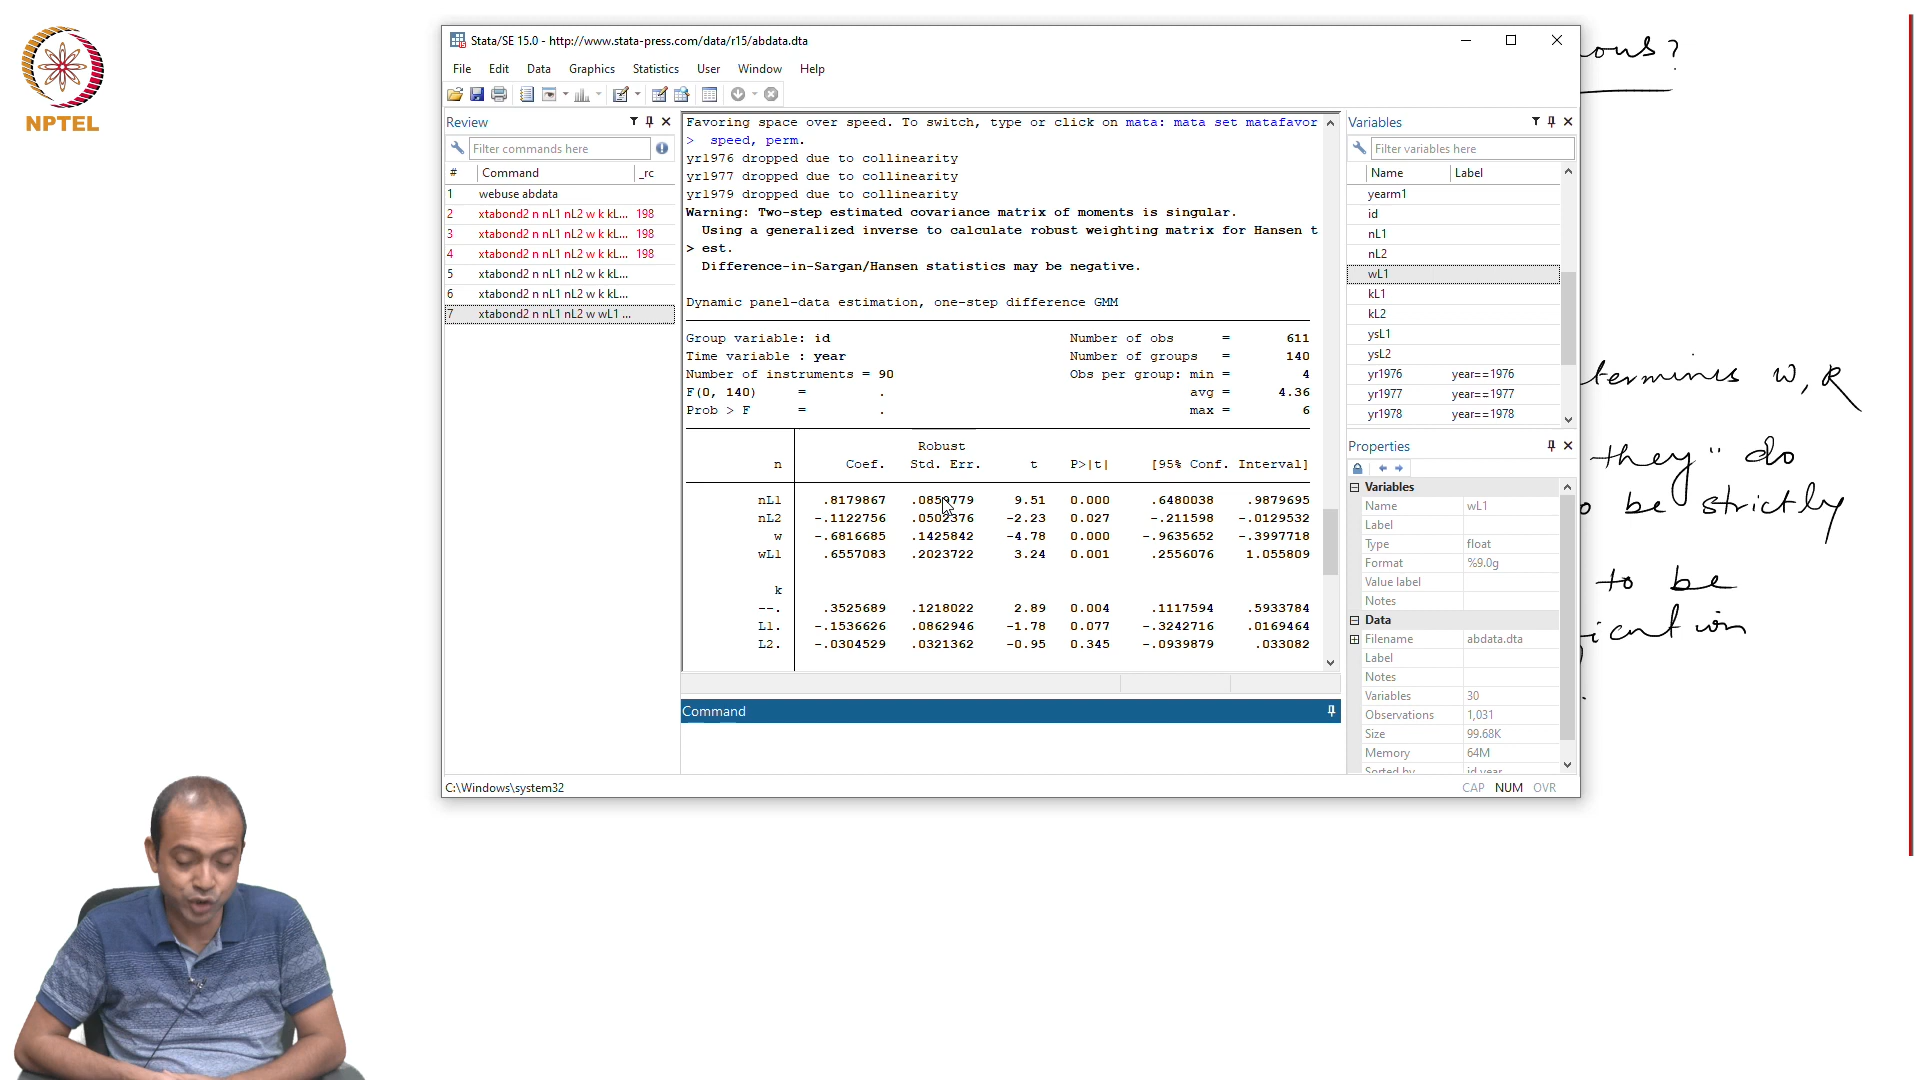 NPTEL
Stata/SE 15.0 - http://www.stata-press.com/data/r15/abdata.dta
File Edit Data Graphics Statistics User Window Help
Review
Filter commands here
# Command _rc
1 webuse abdata
2 xtabond2 n nL1 nL2 w k kL... 198
3 xtabond2 n nL1 nL2 w k kL... 198
4 xtabond2 n nL1 nL2 w k kL... 198
5 xtabond2 n nL1 nL2 w k kL...
6 xtabond2 n nL1 nL2 w k kL...
7 xtabond2 n nL1 nL2 w wL1 ...
Favoring space over speed. To switch, type or click on mata: mata set matafavor
> speed, perm.
yr1976 dropped due to collinearity
yr1977 dropped due to collinearity
yr1979 dropped due to collinearity
Warning: Two-step estimated covariance matrix of moments is singular.
Using a generalized inverse to calculate robust weighting matrix for Hansen t
> est.
Difference-in-Sargan/Hansen statistics may be negative.
Dynamic panel-data estimation, one-step difference GMM
Group variable: id Number of obs = 611
Time variable : year Number of groups = 140
Number of instruments = 90 Obs per group: min = 4
F(0, 140) = . avg = 4.36
Prob > F = . max = 6
Robust
n Coef. Std. Err. t P>|t| [95% Conf. Interval]
nL1 .8179867 .0859779 9.51 0.000 .6480038 .9879695
nL2 -.1122756 .0502376 -2.23 0.027 -.211598 -.0129532
w -.6816685 .1425842 -4.78 0.000 -.9635652 -.3997718
wL1 .6557083 .2023722 3.24 0.001 .2556076 1.055809
k
--. .3525689 .1218022 2.89 0.004 .1117594 .5933784
L1. -.1536626 .0862946 -1.78 0.077 -.3242716 .0169464
L2. -.0304529 .0321362 -0.95 0.345 -.0939879 .033082
Command
C:\Windows\system32
Variables
Filter variables here
Name Label
yearm1
id
nL1
nL2
wL1
kL1
kL2
ysL1
ysL2
yr1976 year==1976
yr1977 year==1977
yr1978 year==1978
Properties
Variables
Name wL1
Label
Type float
Format %9.0g
Value label
Notes
Data
Filename abdata.dta
Label
Notes
Variables 30
Observations 1,031
Size 99.68K
Memory 64M
Sorted by id year
CAP NUM OVR
ous?
termines w, k
they" do
be strictly
to be
ication